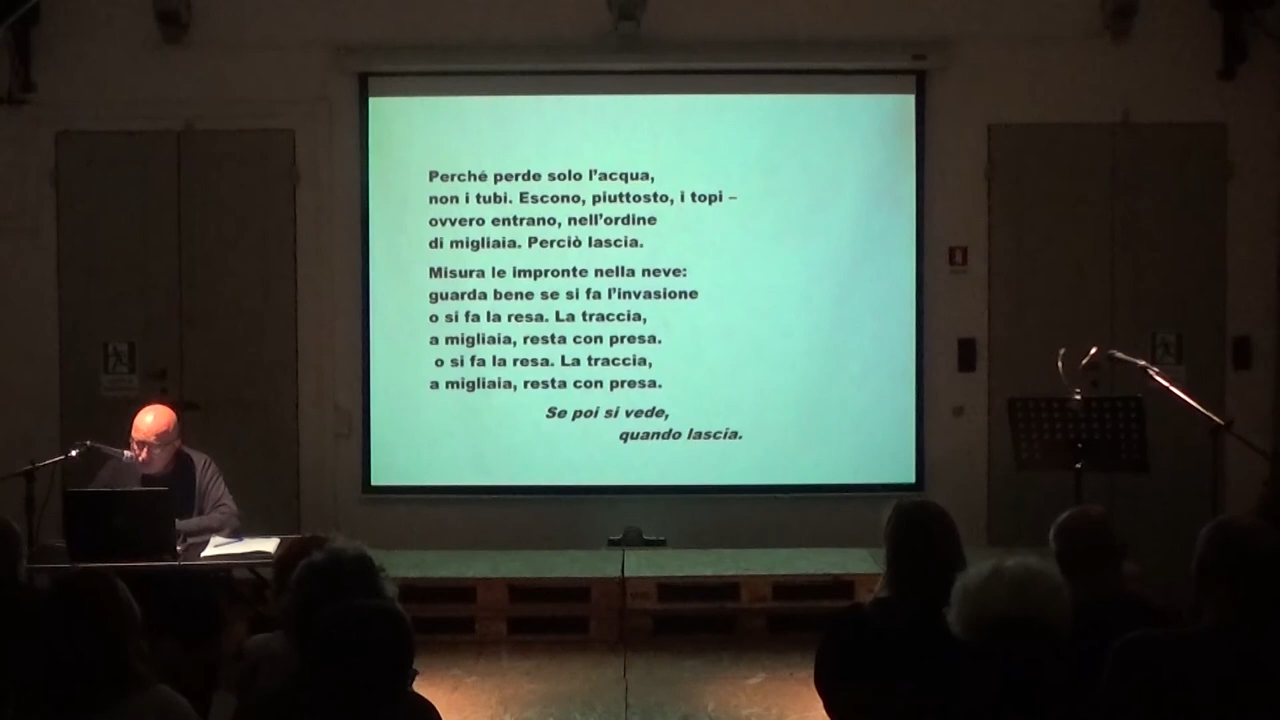 Perché perde solo l'acqua,
non i tubi. Escono, piuttosto, i topi –
ovvero entrano, nell'ordine
di migliaia. Perciò lascia.
Misura le impronte nella neve:
guarda bene se si fa l'invasione
o si fa la resa. La traccia,
a migliaia, resta con presa.
o si fa la resa. La traccia,
a migliaia, resta con presa.
Se poi si vede,
quando lascia.